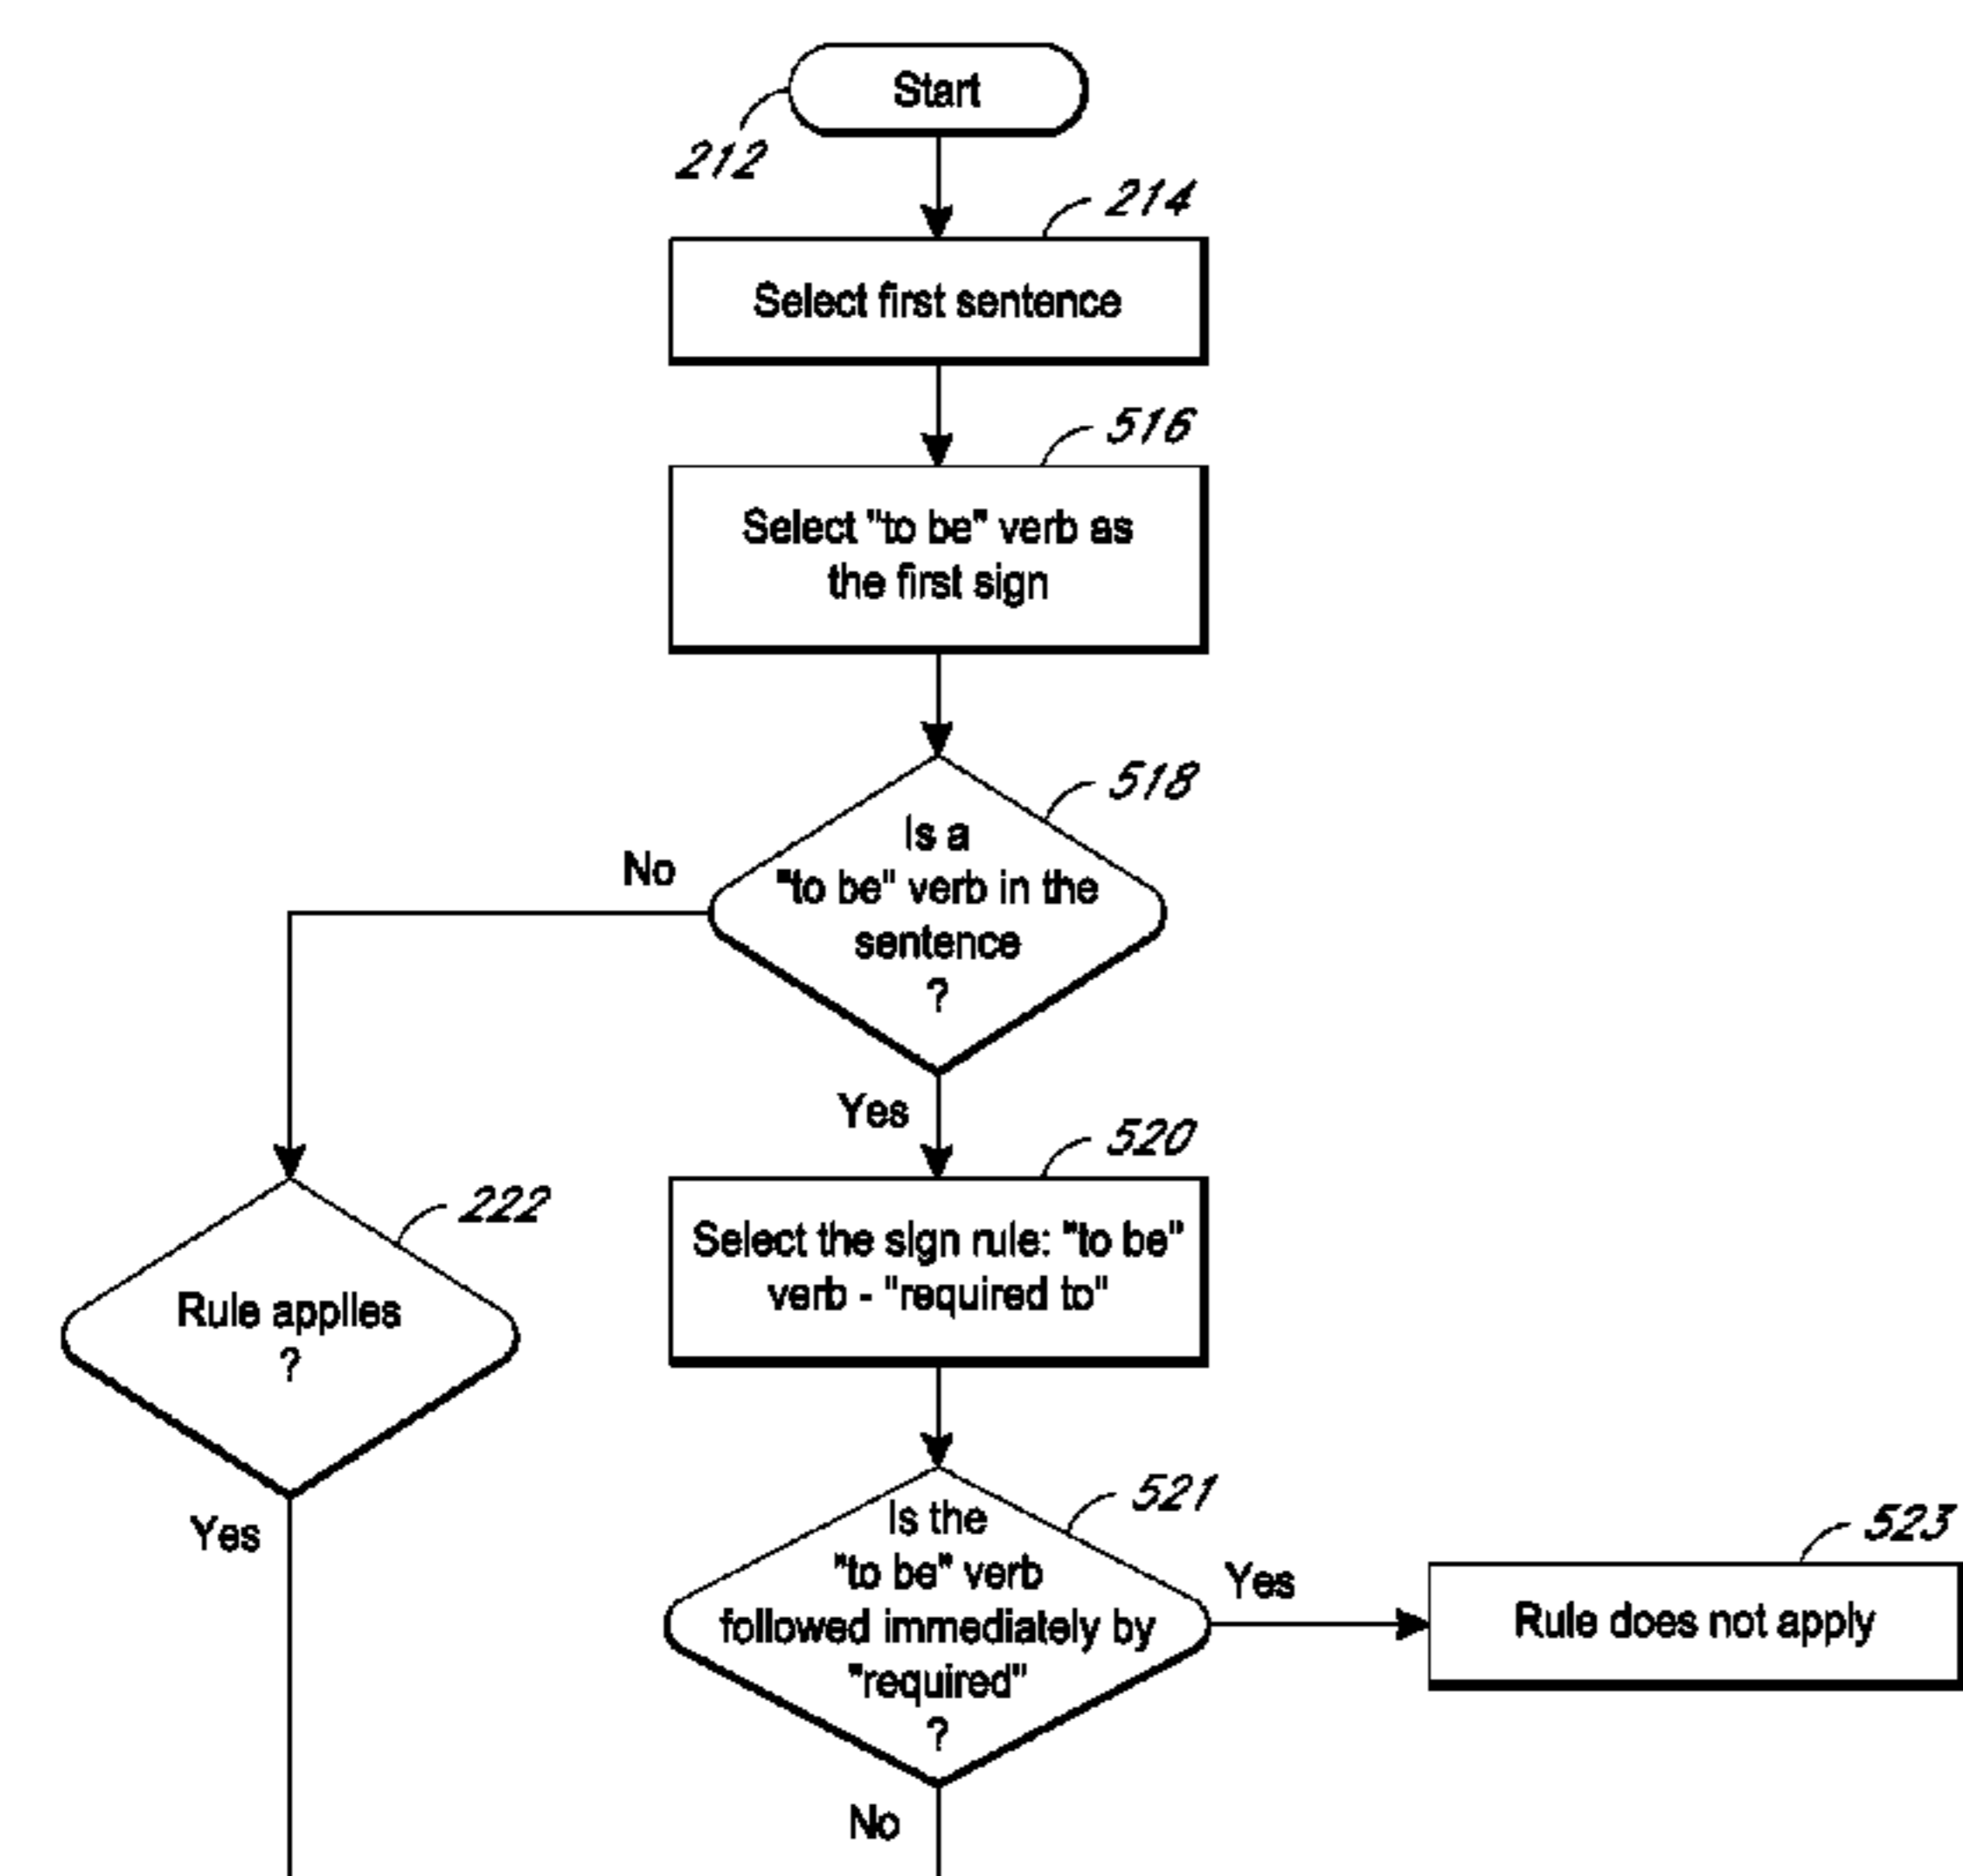 Start
212
214
Select first sentence
516
Select "to be" verb as
the first sign
518
Is a
"to be" verb in the
sentence
?
No
Yes
520
222
Select the sign rule: "to be"
verb - "required to"
Rule applies
?
Yes
521
Is the
"to be" verb
followed immediately by
"required"
?
Yes
523
Rule does not apply
No